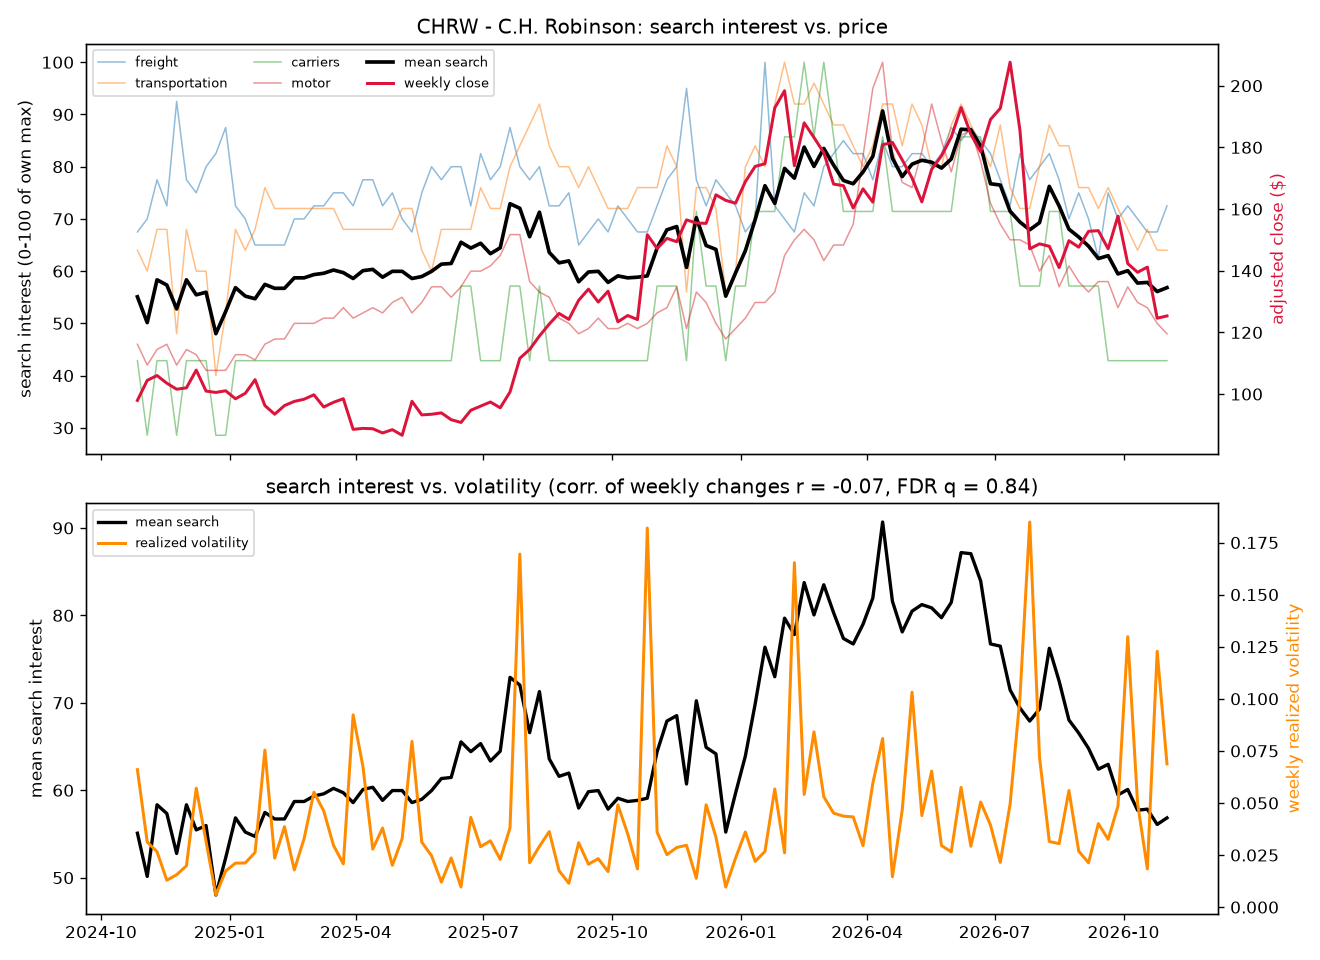 CHRW - C.H. Robinson: search interest vs. price
freight
transportation
carriers
motor
mean search
weekly close
search interest (0-100 of own max)
100
90
80
70
60
50
40
30
adjusted close ($)
200
180
160
140
120
100
search interest vs. volatility (corr. of weekly changes r = -0.07, FDR q = 0.84)
mean search
realized volatility
mean search interest
90
80
70
60
50
weekly realized volatility
0.175
0.150
0.125
0.100
0.075
0.050
0.025
0.000
2024-10
2025-01
2025-04
2025-07
2025-10
2026-01
2026-04
2026-07
2026-10